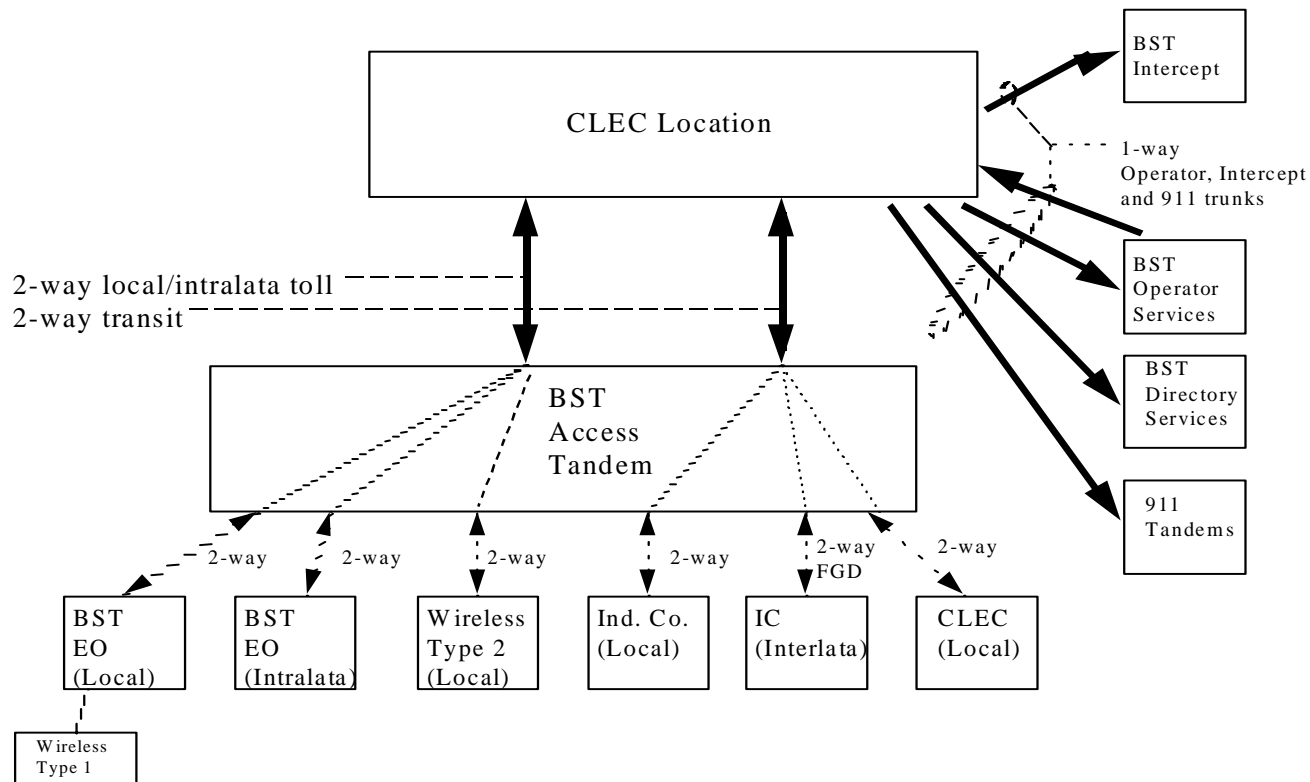 BST
Intercept
CLEC Location
1-way
Operator, Intercept
and 911 trunks
BST
Operator
Services
2-way local/intralata toll
2-way transit
BST
Directory
Services
BST
Access
Tandem
911
Tandems
2-way
2-way
2-way
2-way
2-way
FGD
2-way
BST
EO
(Local)
BST
EO
(Intralata)
Wireless
Type 2
(Local)
Ind. Co.
(Local)
IC
(Interlata)
CLEC
(Local)
Wireless
Type 1